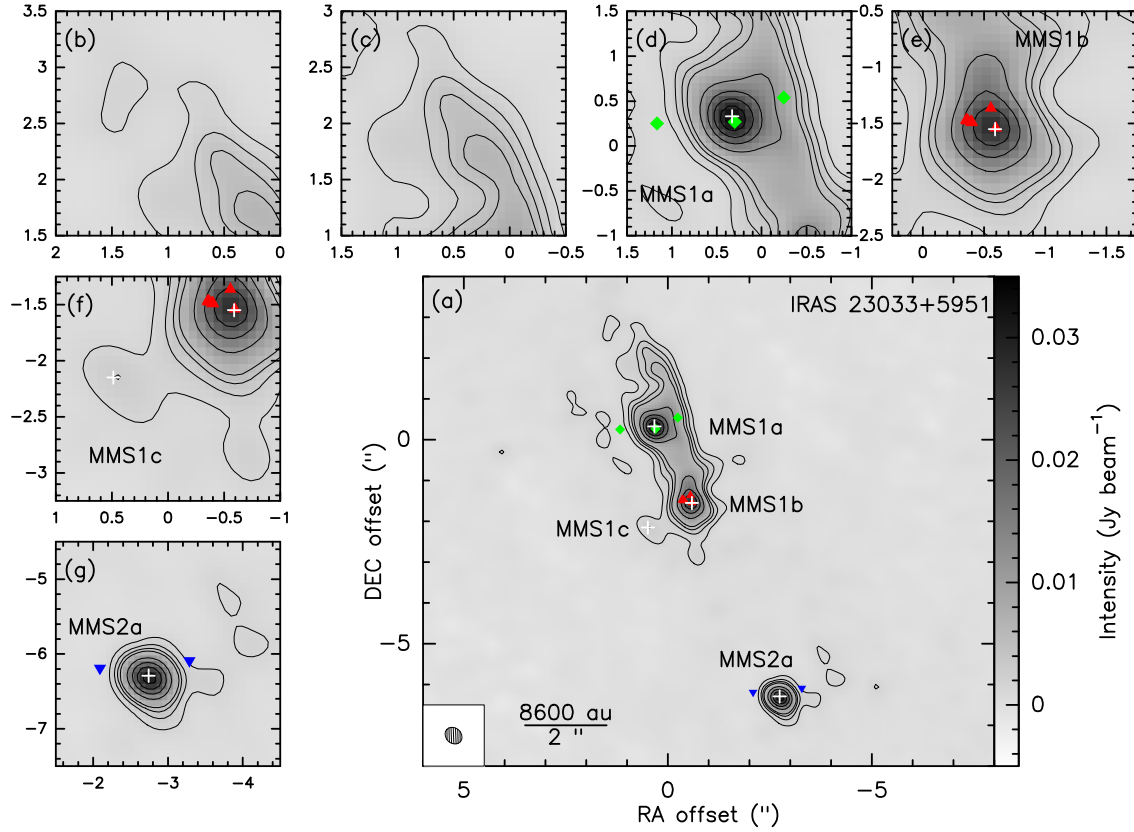 (b)
3.5
3
2.5
2
1.5
2 1.5 1 0.5 0
(c)
3
2.5
2
1.5
1
1.5 1 0.5 0 −0.5
(d)
1.5
1
0.5
0
−0.5
−1
MMS1a
1.5 1 0.5 0 −0.5 −1
(e)
MMS1b
−0.5
−1
−1.5
−2
−2.5
0 −0.5 −1 −1.5
(f)
−1.5
−2
−2.5
−3
MMS1c
1 0.5 0 −0.5 −1
(g)
MMS2a
−5
−6
−7
−2 −3 −4
(a)
IRAS 23033+5951
MMS1a
MMS1b
MMS1c
MMS2a
8600 au
2 "
0
−5
DEC offset (")
5 0 −5
RA offset (")
0.03
0.02
0.01
0
Intensity (Jy beam⁻¹)